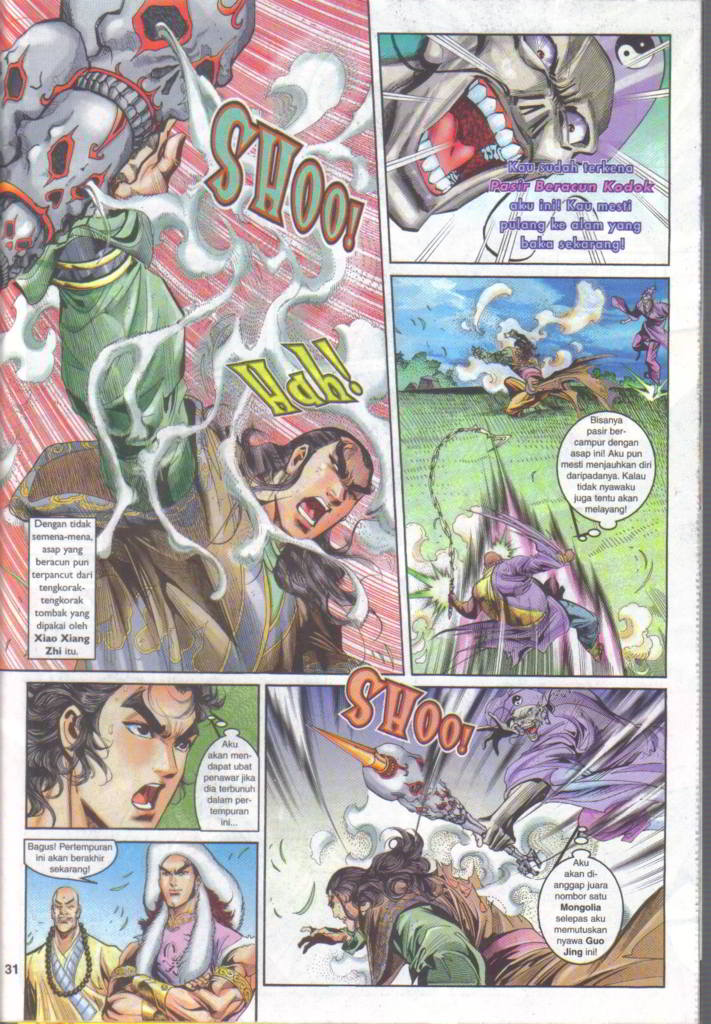 SHOO!
Hah!
Dengan tidak
semena-mena,
asap yang
beracun pun
terpancut dari
tengkorak-
tengkorak
tombak yang
dipakai oleh
Xiao Xiang
Zhi itu.
Kau sudah terkena
Pasir Beracun Kodok
aku ini! Kau mesti
pulang ke alam yang
baka sekarang!
Bisanya
pasir ber-
campur dengan
asap ini! Aku pun
mesti menjauhkan diri
daripadanya. Kalau
tidak nyawaku
juga tentu akan
melayang!
Aku
akan men-
dapat ubat
penawar jika
dia terbunuh
dalam per-
tempuran
ini...
Bagus! Pertempuran
ini akan berakhir
sekarang!
SHOO!
Aku
akan di-
anggap juara
nombor satu
Mongolia
selepas aku
memutuskan
nyawa Guo
Jing ini!
31